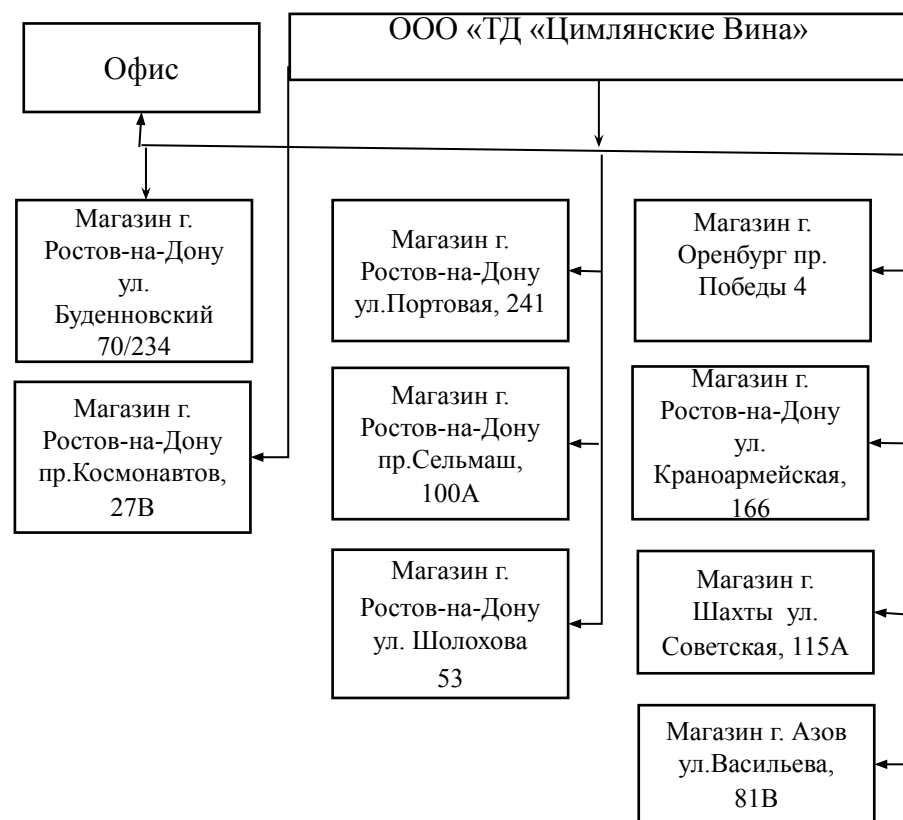 ООО «ТД «Цимлянские Вина»
Офис
Магазин г.
Ростов-на-Дону
ул.
Буденновский
70/234
Магазин г.
Ростов-на-Дону
пр.Космонавтов,
27В
Магазин г.
Ростов-на-Дону
ул.Портовая, 241
Магазин г.
Ростов-на-Дону
пр.Сельмаш,
100А
Магазин г.
Ростов-на-Дону
ул. Шолохова
53
Магазин г.
Оренбург пр.
Победы 4
Магазин г.
Ростов-на-Дону
ул.
Краноармейская,
166
Магазин г.
Шахты ул.
Советская, 115А
Магазин г. Азов
ул.Васильева,
81В